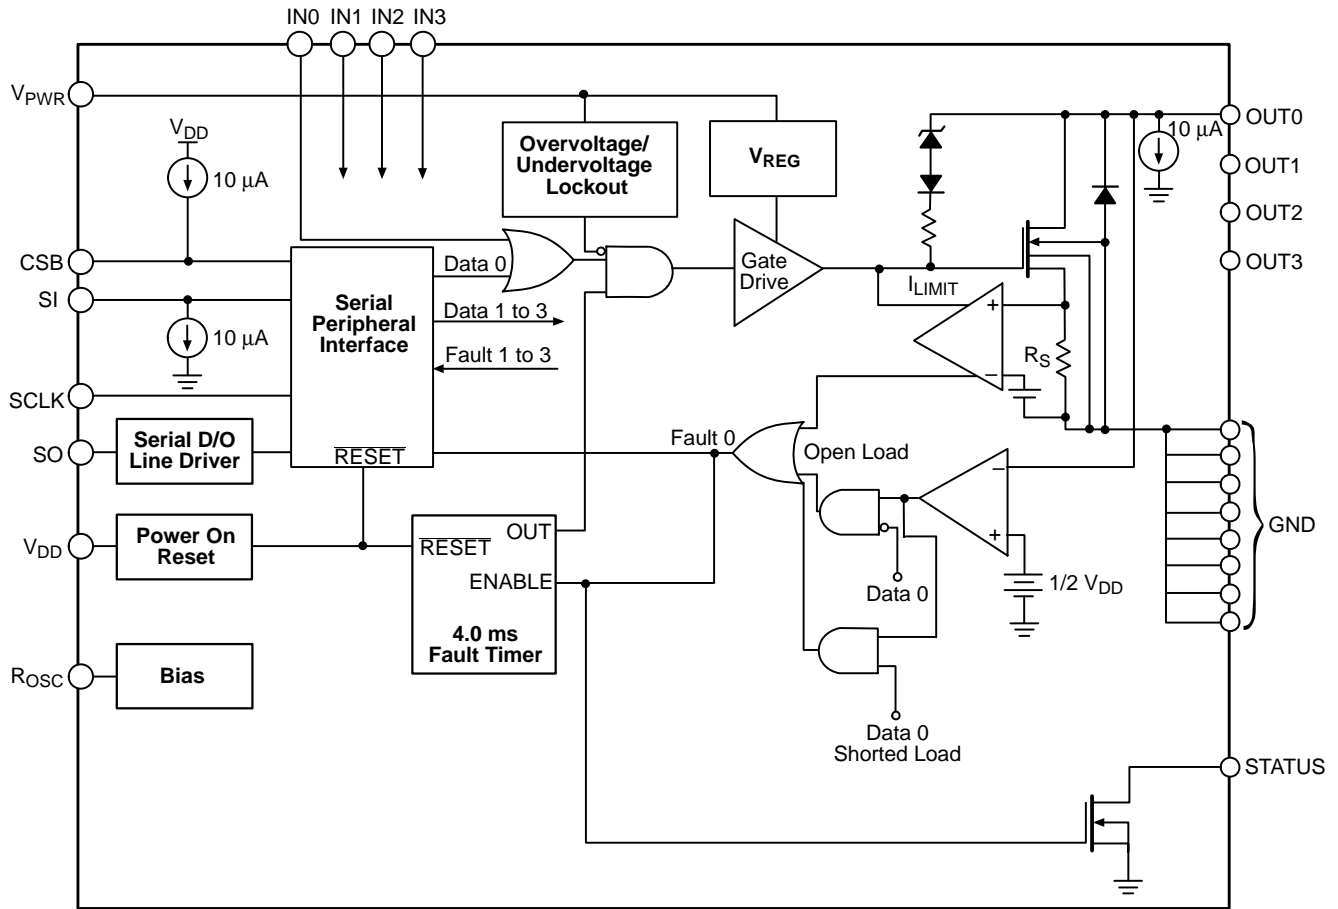 IN0 IN1 IN2 IN3
VPWR
VDD
10 μA
Overvoltage/
Undervoltage
Lockout
VREG
10 μA
OUT0
OUT1
OUT2
OUT3
CSB
SI
10 μA
SCLK
SO
Serial
Peripheral
Interface
RESET
Data 0
Data 1 to 3
Fault 1 to 3
Gate
Drive
ILIMIT
+
−
RS
Serial D/O
Line Driver
Fault 0
Open Load
−
+
GND
VDD
Power On
Reset
RESET
OUT
ENABLE
4.0 ms
Fault Timer
Data 0
1/2 VDD
ROSC
Bias
Data 0
Shorted Load
STATUS